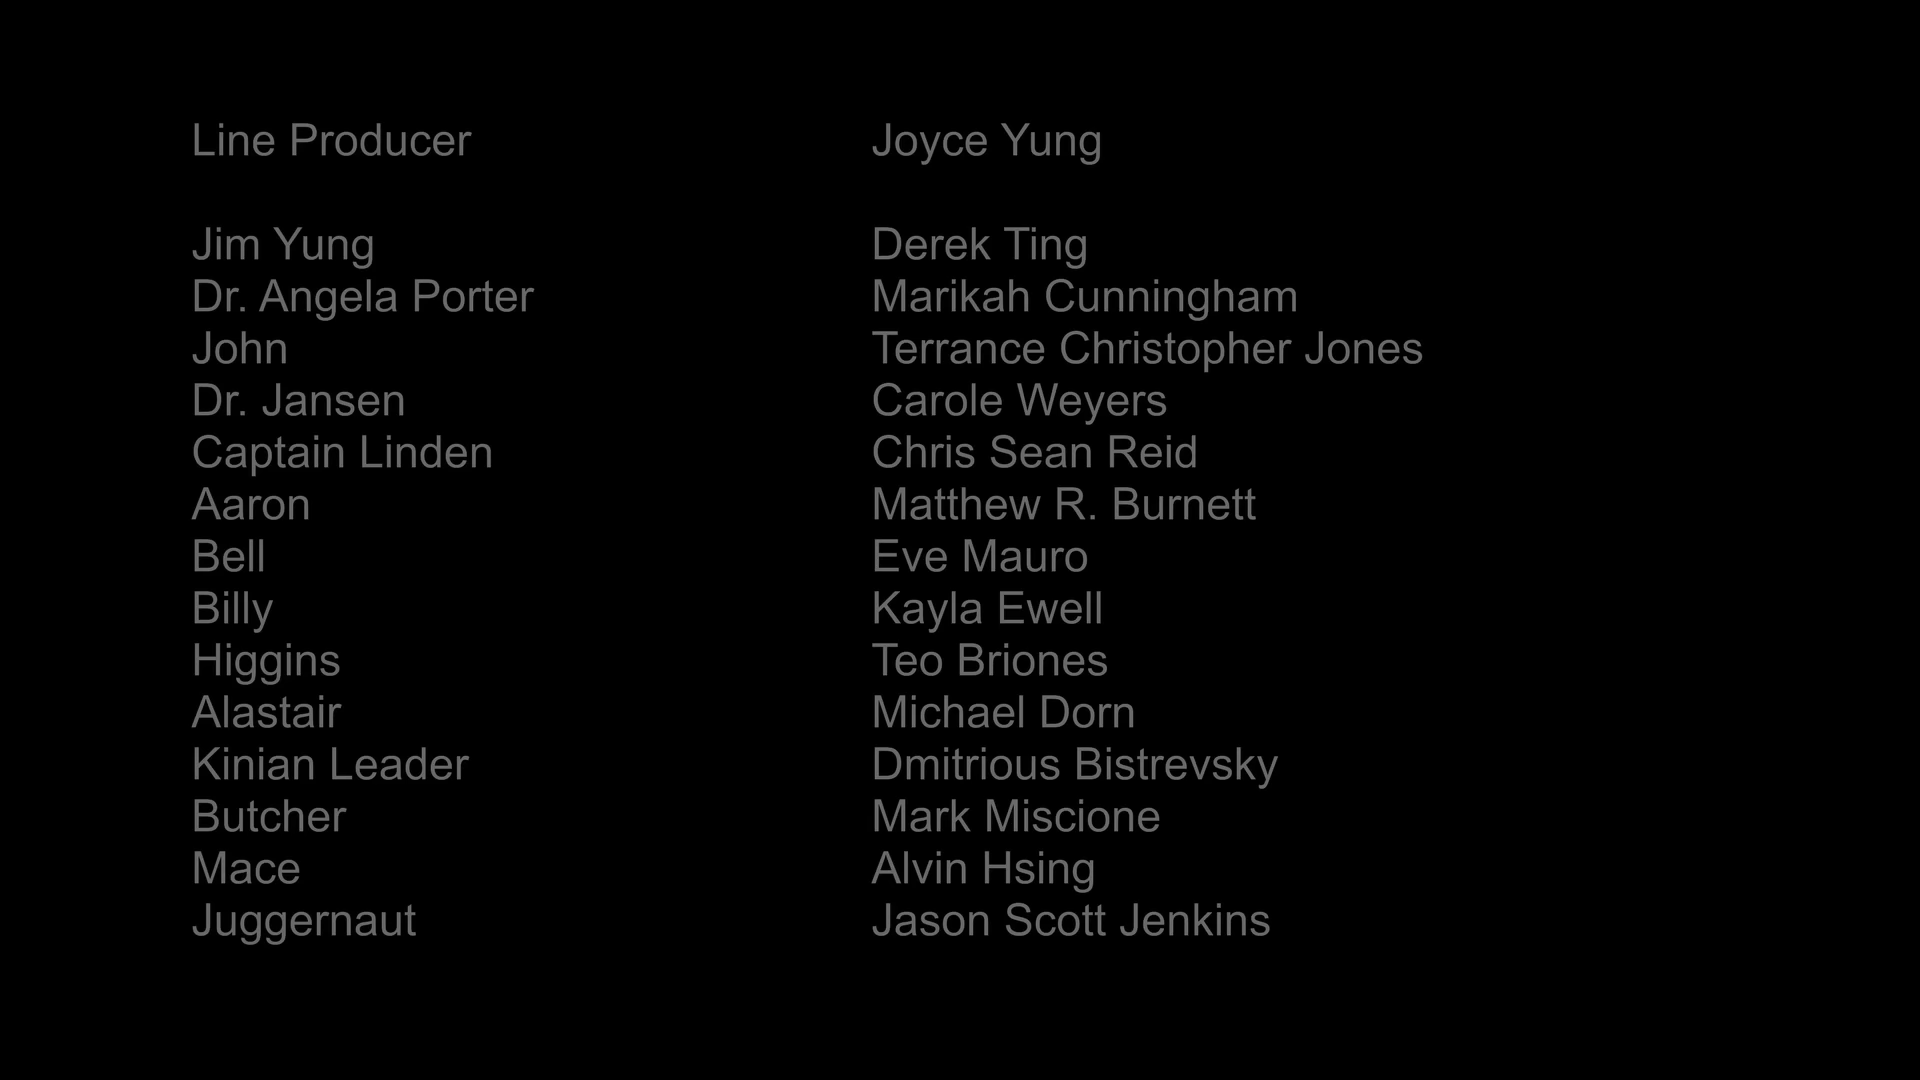 Line Producer Joyce Yung
Jim Yung Derek Ting
Dr. Angela Porter Marikah Cunningham
John Terrance Christopher Jones
Dr. Jansen Carole Weyers
Captain Linden Chris Sean Reid
Aaron Matthew R. Burnett
Bell Eve Mauro
Billy Kayla Ewell
Higgins Teo Briones
Alastair Michael Dorn
Kinian Leader Dmitrious Bistrevsky
Butcher Mark Miscione
Mace Alvin Hsing
Juggernaut Jason Scott Jenkins